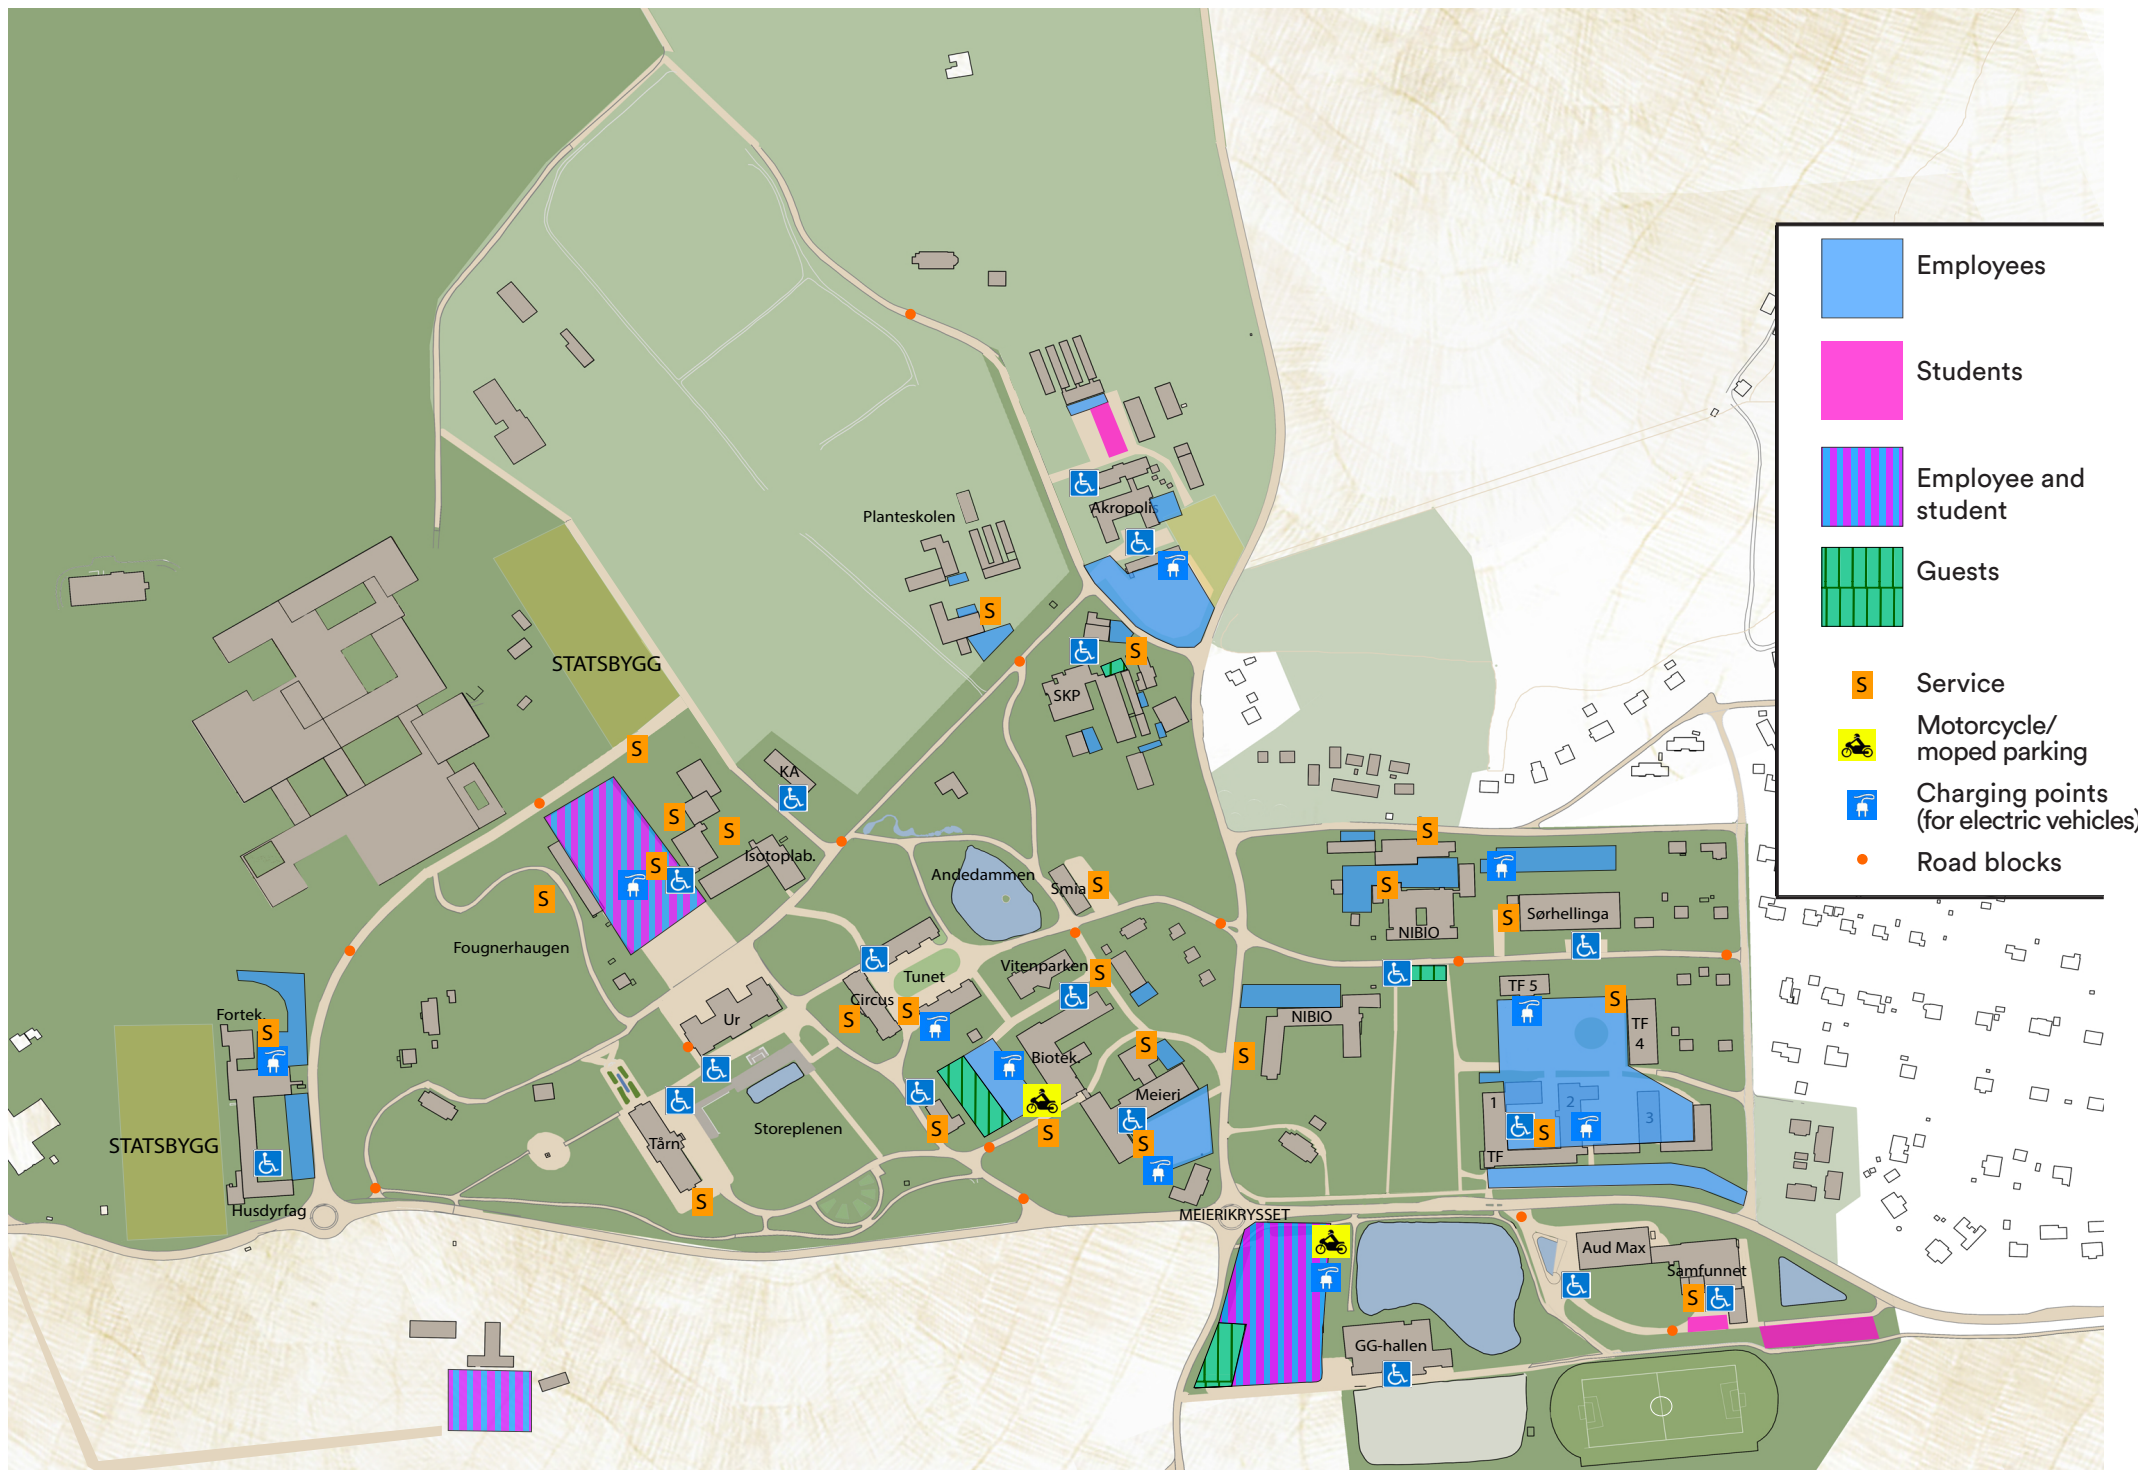 Employees
Students
Employee and
student
Guests
S
Service
Motorcycle/
moped parking
Charging points
(for electric vehicles)
Road blocks
Akropolis
Planteskolen
S
S
STATSBYGG
SKP
S
KA
S
S
S
Isotoplab.
S
S
Andedammen
Smia
S
S
NIBIO
S
Sørhellinga
Fougnerhaugen
Vitenparken
S
Tunet
Circus
S
S
Ur
NIBIO
TF 5
S
TF
4
Fortek.
S
Biotek.
S
S
Meieri
1
2
3
S
TF
STATSBYGG
Tårn
Storeplenen
S
S
S
S
Husdyrfag
MEIERIKRYSSET
Aud Max
Samfunnet
S
GG-hallen